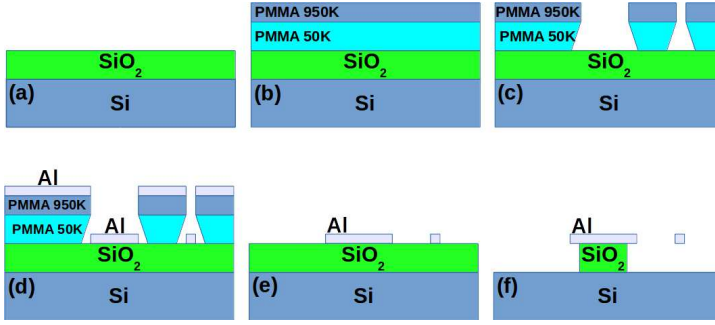 SiO2
(a) Si
PMMA 950K
PMMA 50K
SiO2
(b) Si
PMMA 950K
PMMA 50K
SiO2
(c) Si
Al
PMMA 950K
PMMA 50K Al
SiO2
(d) Si
Al
SiO2
(e) Si
Al
SiO2
(f) Si